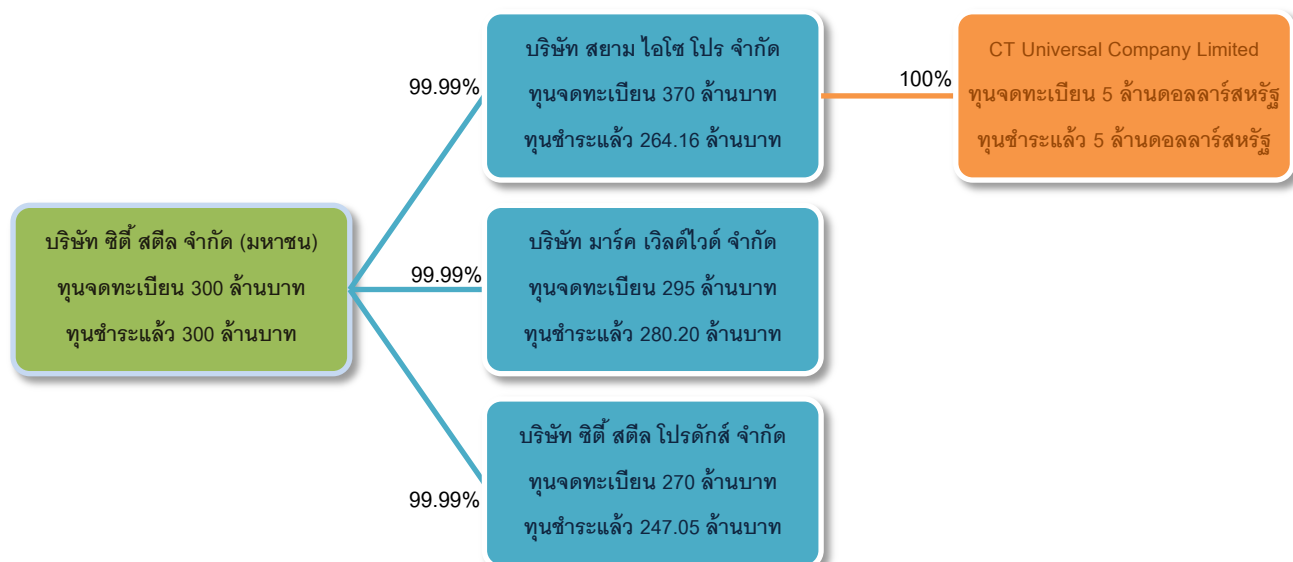 บริษัท ซิตี้ สตีล จำกัด (มหาชน)
ทุนจดทะเบียน 300 ล้านบาท
ทุนชำระแล้ว 300 ล้านบาท
99.99%
บริษัท สยาม ไอโซ โปร จำกัด
ทุนจดทะเบียน 370 ล้านบาท
ทุนชำระแล้ว 264.16 ล้านบาท
100%
CT Universal Company Limited
ทุนจดทะเบียน 5 ล้านดอลลาร์สหรัฐ
ทุนชำระแล้ว 5 ล้านดอลลาร์สหรัฐ
99.99%
บริษัท มาร์ค เวิลด์ไวด์ จำกัด
ทุนจดทะเบียน 295 ล้านบาท
ทุนชำระแล้ว 280.20 ล้านบาท
99.99%
บริษัท ซิตี้ สตีล โปรดักส์ จำกัด
ทุนจดทะเบียน 270 ล้านบาท
ทุนชำระแล้ว 247.05 ล้านบาท